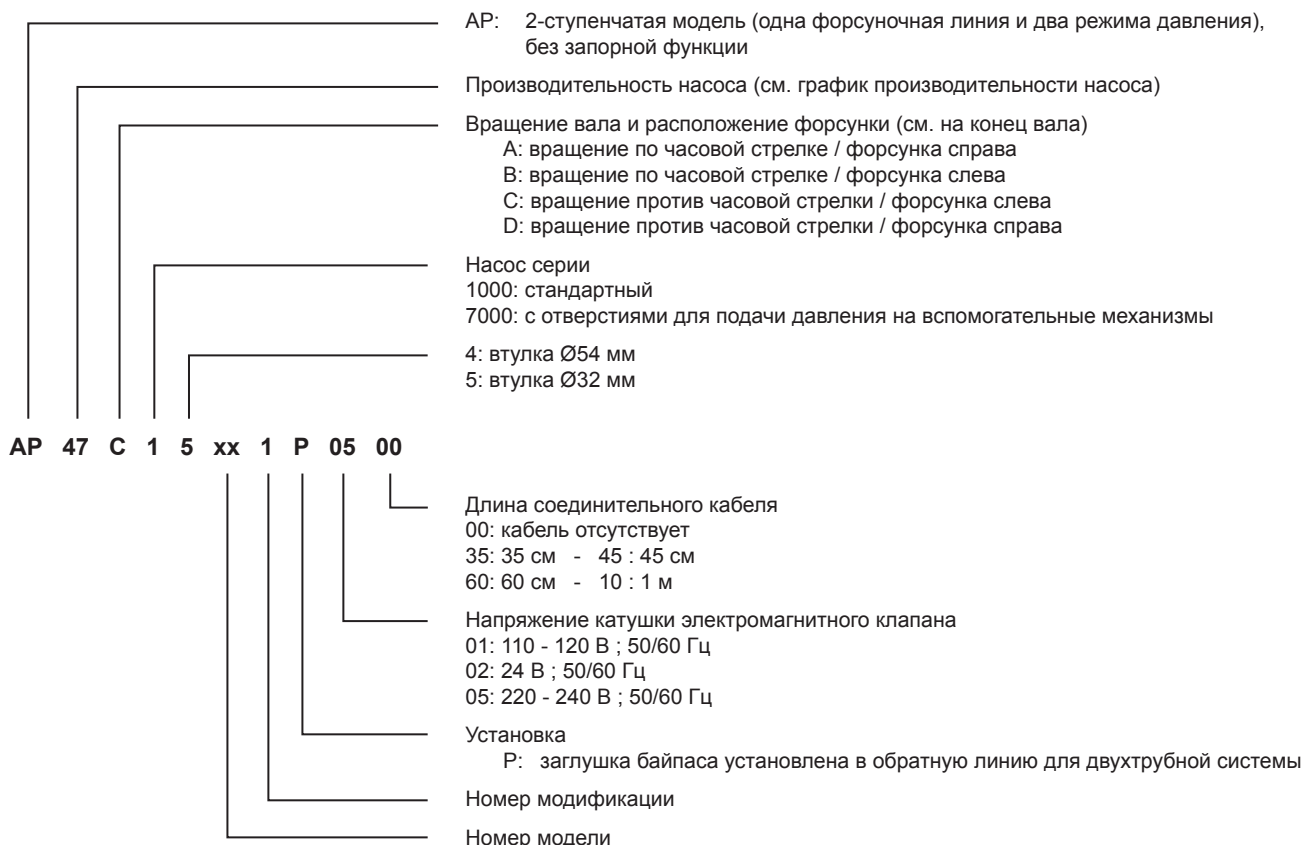 AP: 2-ступенчатая модель (одна форсуночная линия и два режима давления),
без запорной функции
Производительность насоса (см. график производительности насоса)
Вращение вала и расположение форсунки (см. на конец вала)
A: вращение по часовой стрелке / форсунка справа
B: вращение по часовой стрелке / форсунка слева
C: вращение против часовой стрелки / форсунка слева
D: вращение против часовой стрелки / форсунка справа
Насос серии
1000: стандартный
7000: с отверстиями для подачи давления на вспомогательные механизмы
4: втулка Ø54 мм
5: втулка Ø32 мм
AP 47 C 1 5 xx 1 P 05 00
Длина соединительного кабеля
00: кабель отсутствует
35: 35 см - 45 : 45 см
60: 60 см - 10 : 1 м
Напряжение катушки электромагнитного клапана
01: 110 - 120 В ; 50/60 Гц
02: 24 В ; 50/60 Гц
05: 220 - 240 В ; 50/60 Гц
Установка
P: заглушка байпаса установлена в обратную линию для двухтрубной системы
Номер модификации
Номер модели